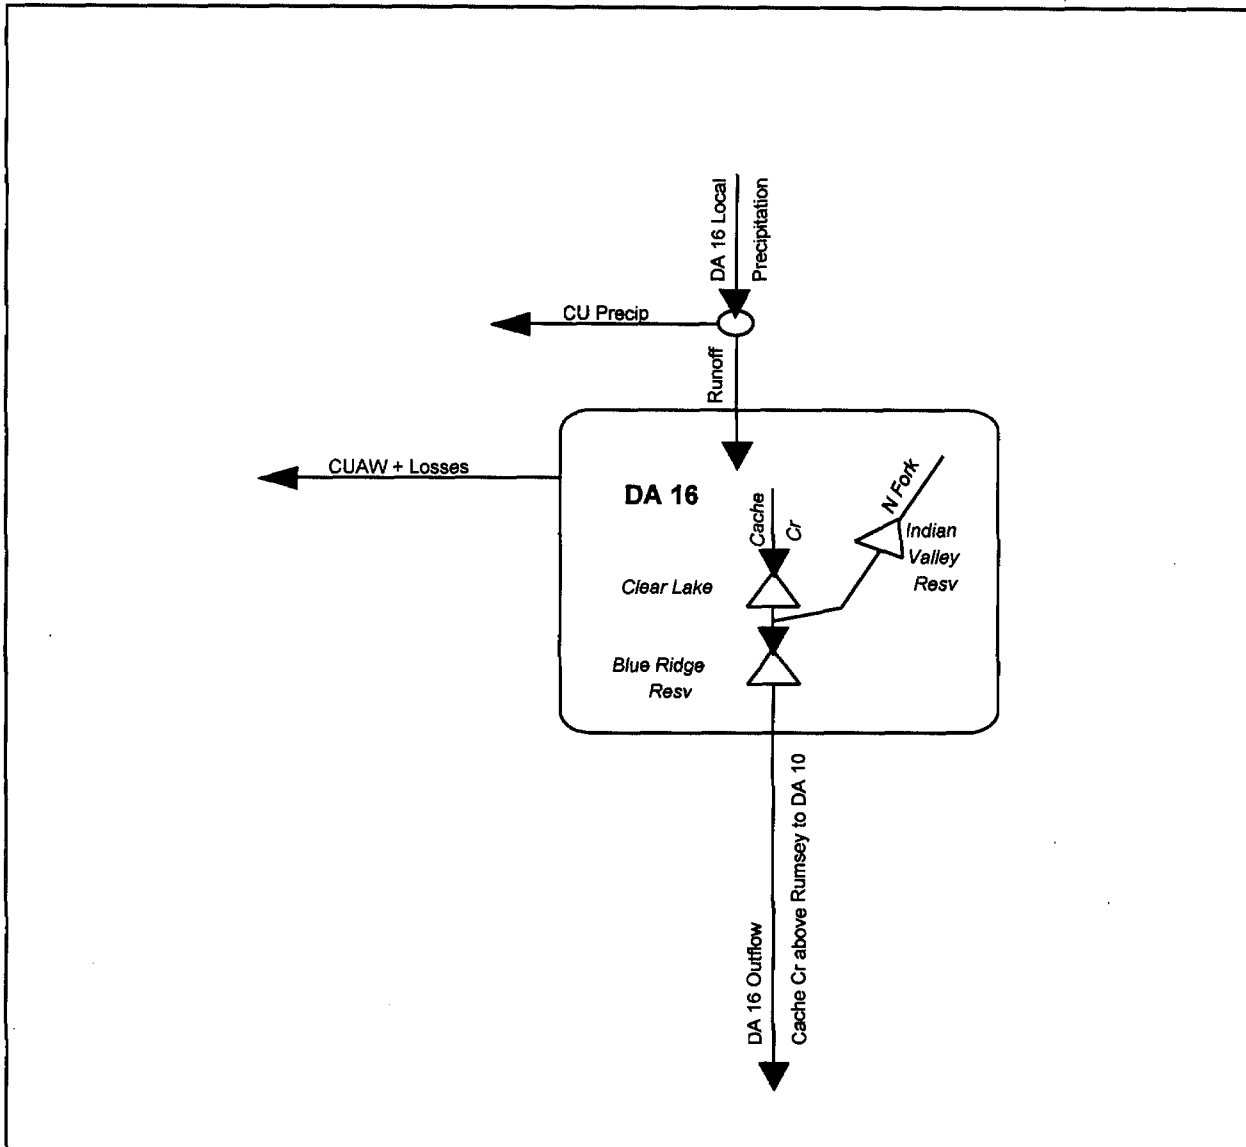 DA 16 Local
Precipitation
CU Precip
Runoff
CUAW + Losses
DA 16
Cache
Cr
N Fork
Indian
Valley
Resv
Clear Lake
Blue Ridge
Resv
DA 16 Outflow
Cache Cr above Rumsey to DA 10